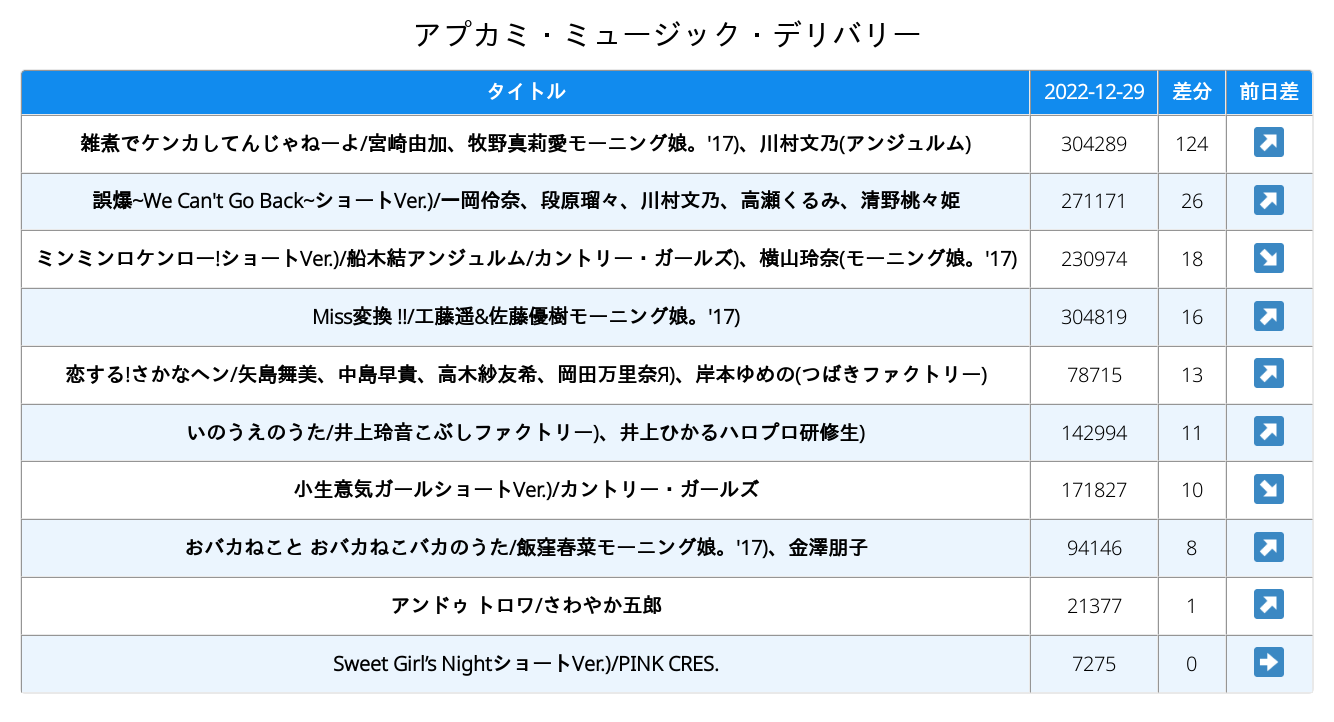 アプカミ・ミュージック・デリバリー
タイトル 2022-12-29 差分 前日差
雑煮でケンカしてんじゃねーよ/宮崎由加、牧野真莉愛モーニング娘。'17)、川村文乃(アンジュルム) 304289 124
誤爆~We Can't Go Back~ショートVer.)/一岡伶奈、段原瑠々、川村文乃、高瀬くるみ、清野桃々姫 271171 26
ミンミンロケンロー!ショートVer.)/船木結アンジュルム/カントリー・ガールズ)、横山玲奈(モーニング娘。'17) 230974 18
Miss変換 !!/工藤遥&佐藤優樹モーニング娘。'17) 304819 16
恋する!さかなヘン/矢島舞美、中島早貴、高木紗友希、岡田万里奈Я)、岸本ゆめの(つばきファクトリー) 78715 13
いのうえのうた/井上玲音こぶしファクトリー)、井上ひかるハロプロ研修生) 142994 11
小生意気ガールショートVer.)/カントリー・ガールズ 171827 10
おバカねこと おバカねこバカのうた/飯窪春菜モーニング娘。'17)、金澤朋子 94146 8
アンドゥ トロワ/さわやか五郎 21377 1
Sweet Girl’s NightショートVer.)/PINK CRES. 7275 0